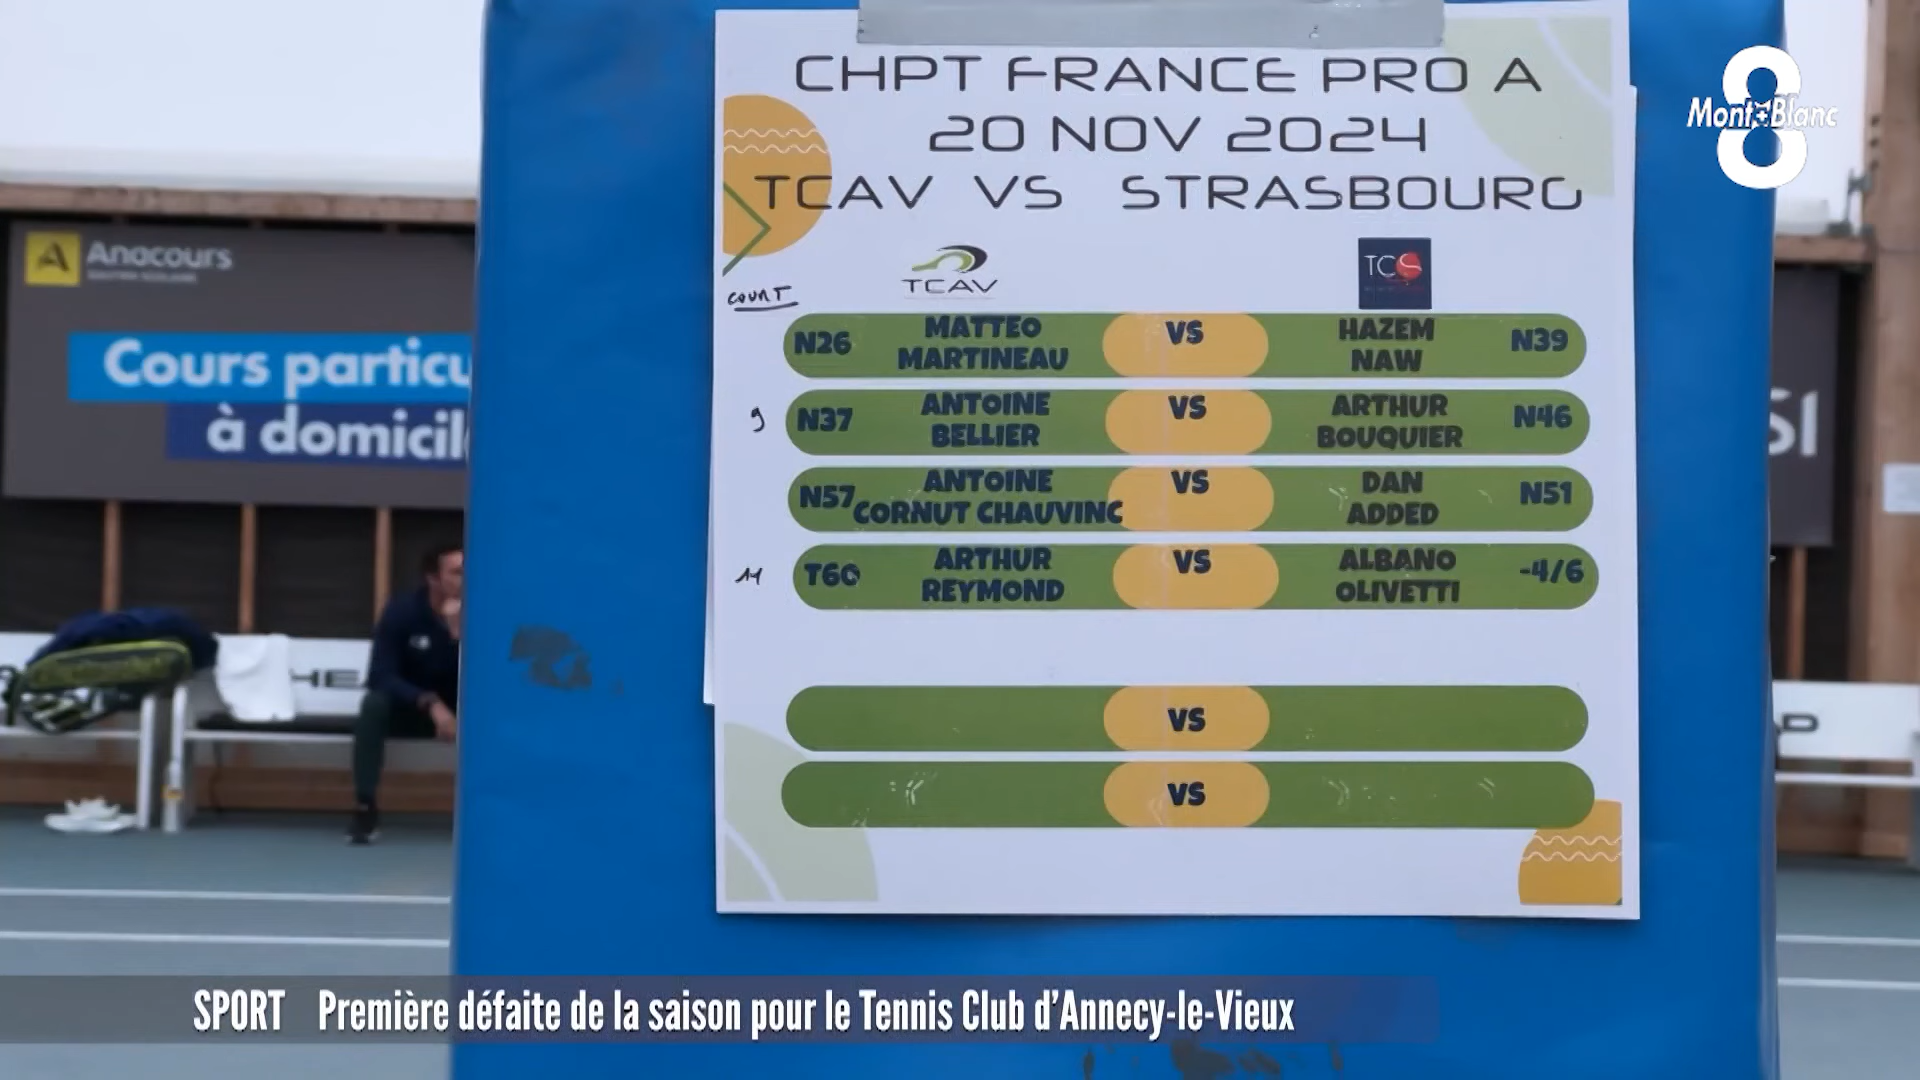 CHPT FRANCE PRO A
20 NOV 2024
TCAV VS STRASBOURG
8
Mont Blanc
Anacours
Cours particu
à domicil
TCAV
TCS
COURT
N26 MATTEO MARTINEAU VS HAZEM NAW N39
9 N37 ANTOINE BELLIER VS ARTHUR BOUQUIER N46
N57 ANTOINE CORNUT CHAUVINC VS DAN ADDED N51
11 T60 ARTHUR REYMOND VS ALBANO OLIVETTI -4/6
VS
VS
SI
HEA
SPORT Première défaite de la saison pour le Tennis Club d'Annecy-le-Vieux